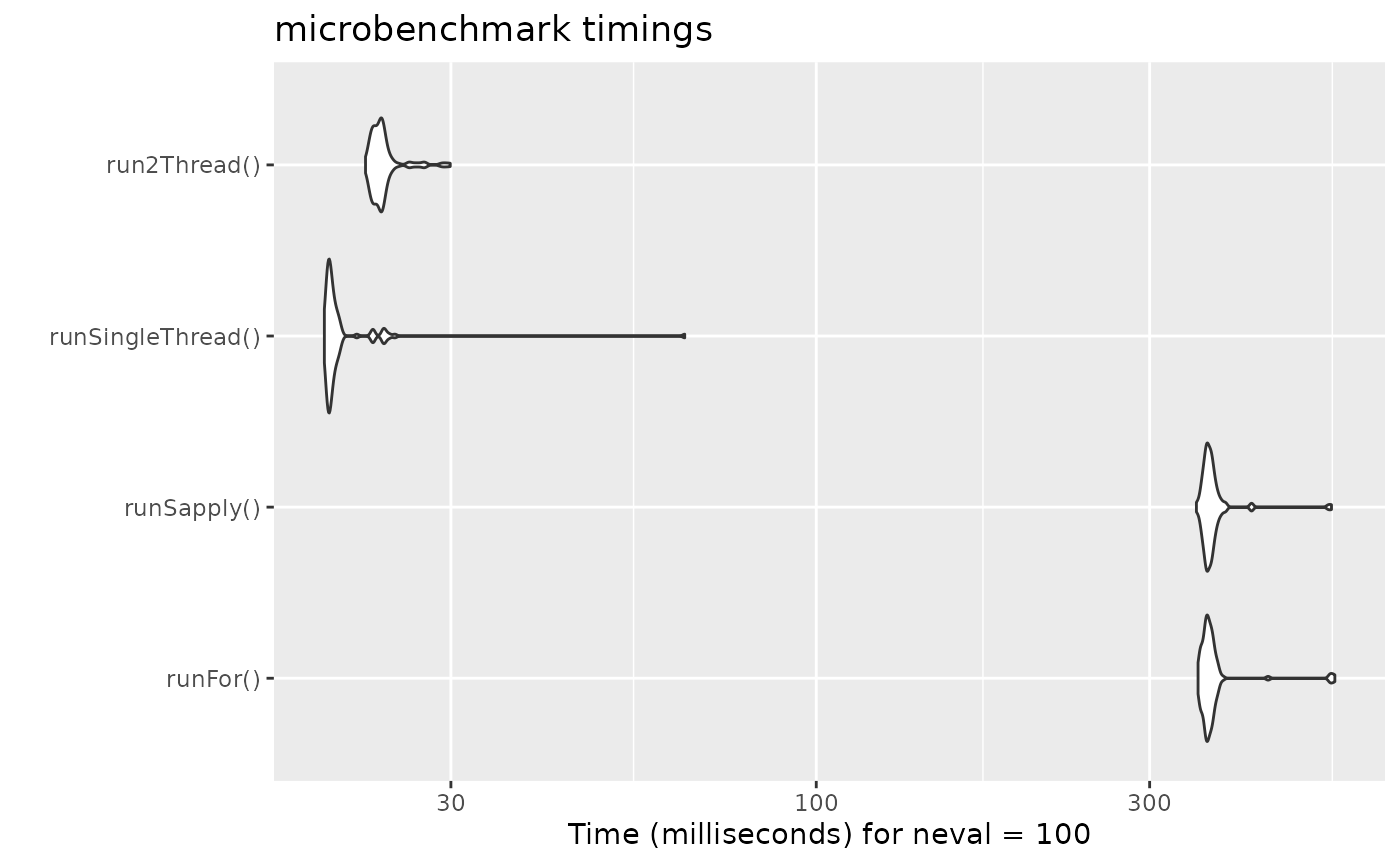 microbenchmark timings
run2Thread()
runSingleThread()
runSapply()
runFor()
30 100 300
Time (milliseconds) for neval = 100